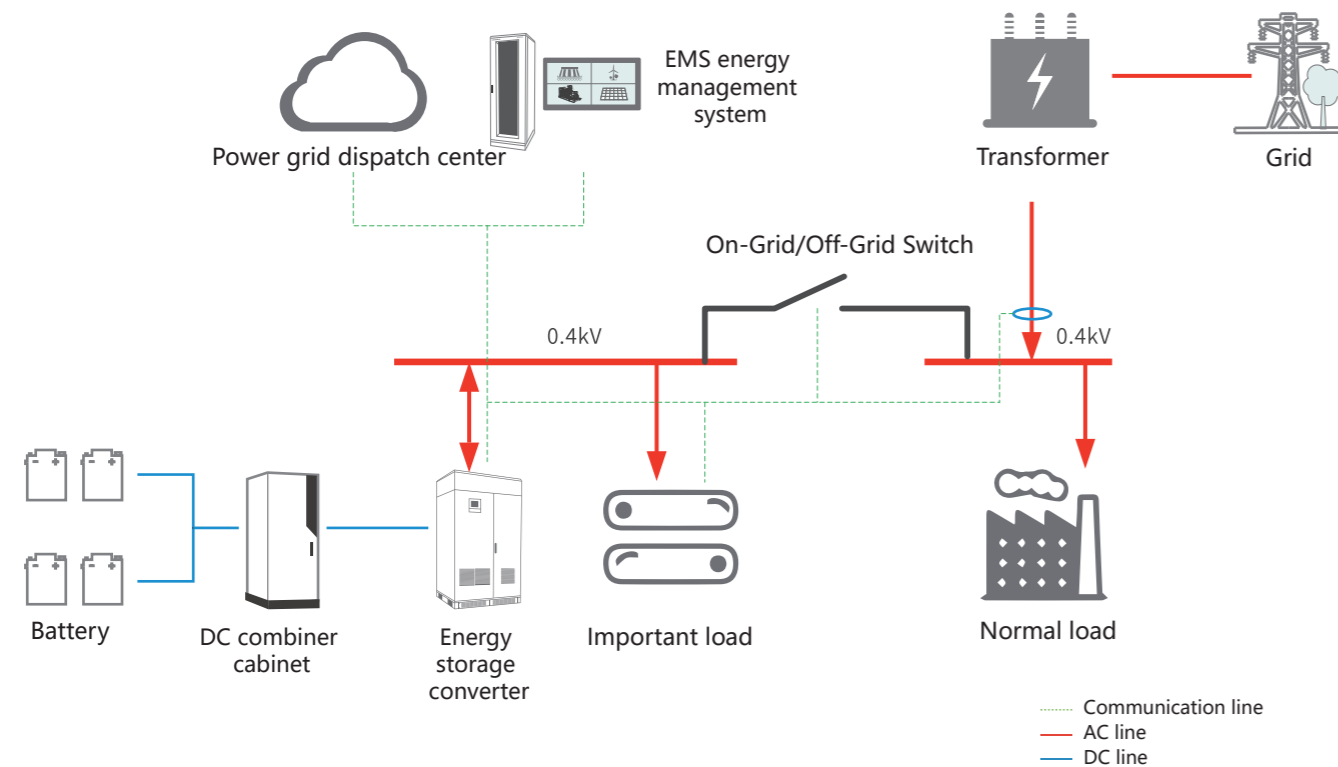 EMS energy
management
system
Power grid dispatch center
Transformer
Grid
On-Grid/Off-Grid Switch
0.4kV
0.4kV
Battery
DC combiner
cabinet
Energy
storage
converter
Important load
Normal load
Communication line
AC line
DC line